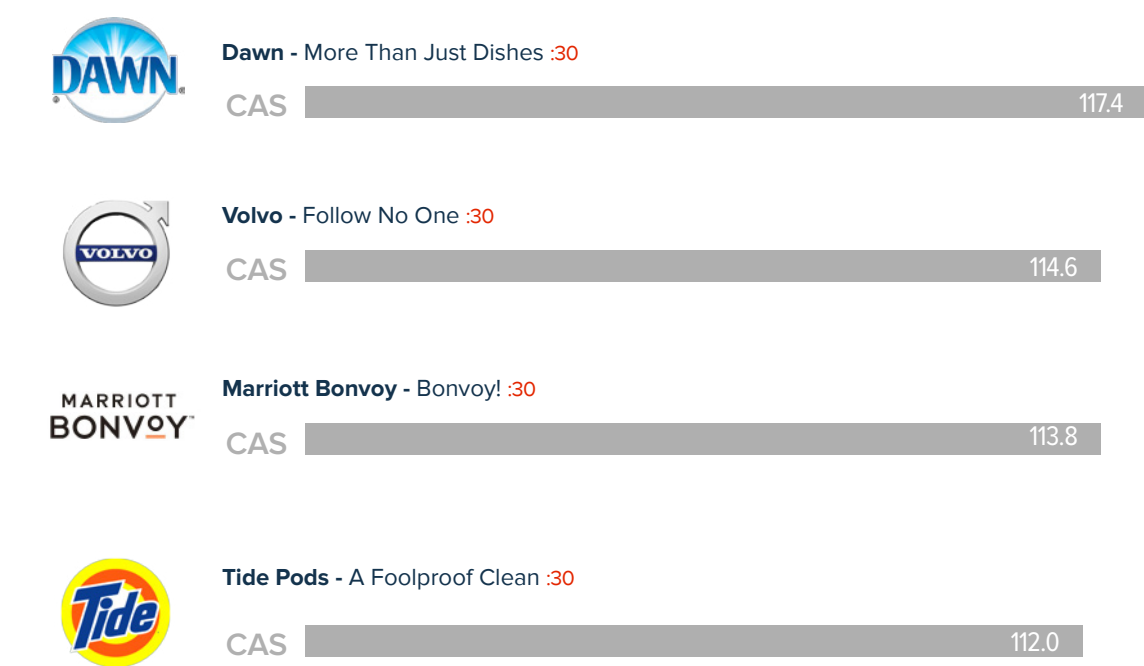 DAWN
Dawn - More Than Just Dishes :30
CAS 117.4
VOLVO
Volvo - Follow No One :30
CAS 114.6
MARRIOTT
BONVOY™
Marriott Bonvoy - Bonvoy! :30
CAS 113.8
Tide
Tide Pods - A Foolproof Clean :30
CAS 112.0